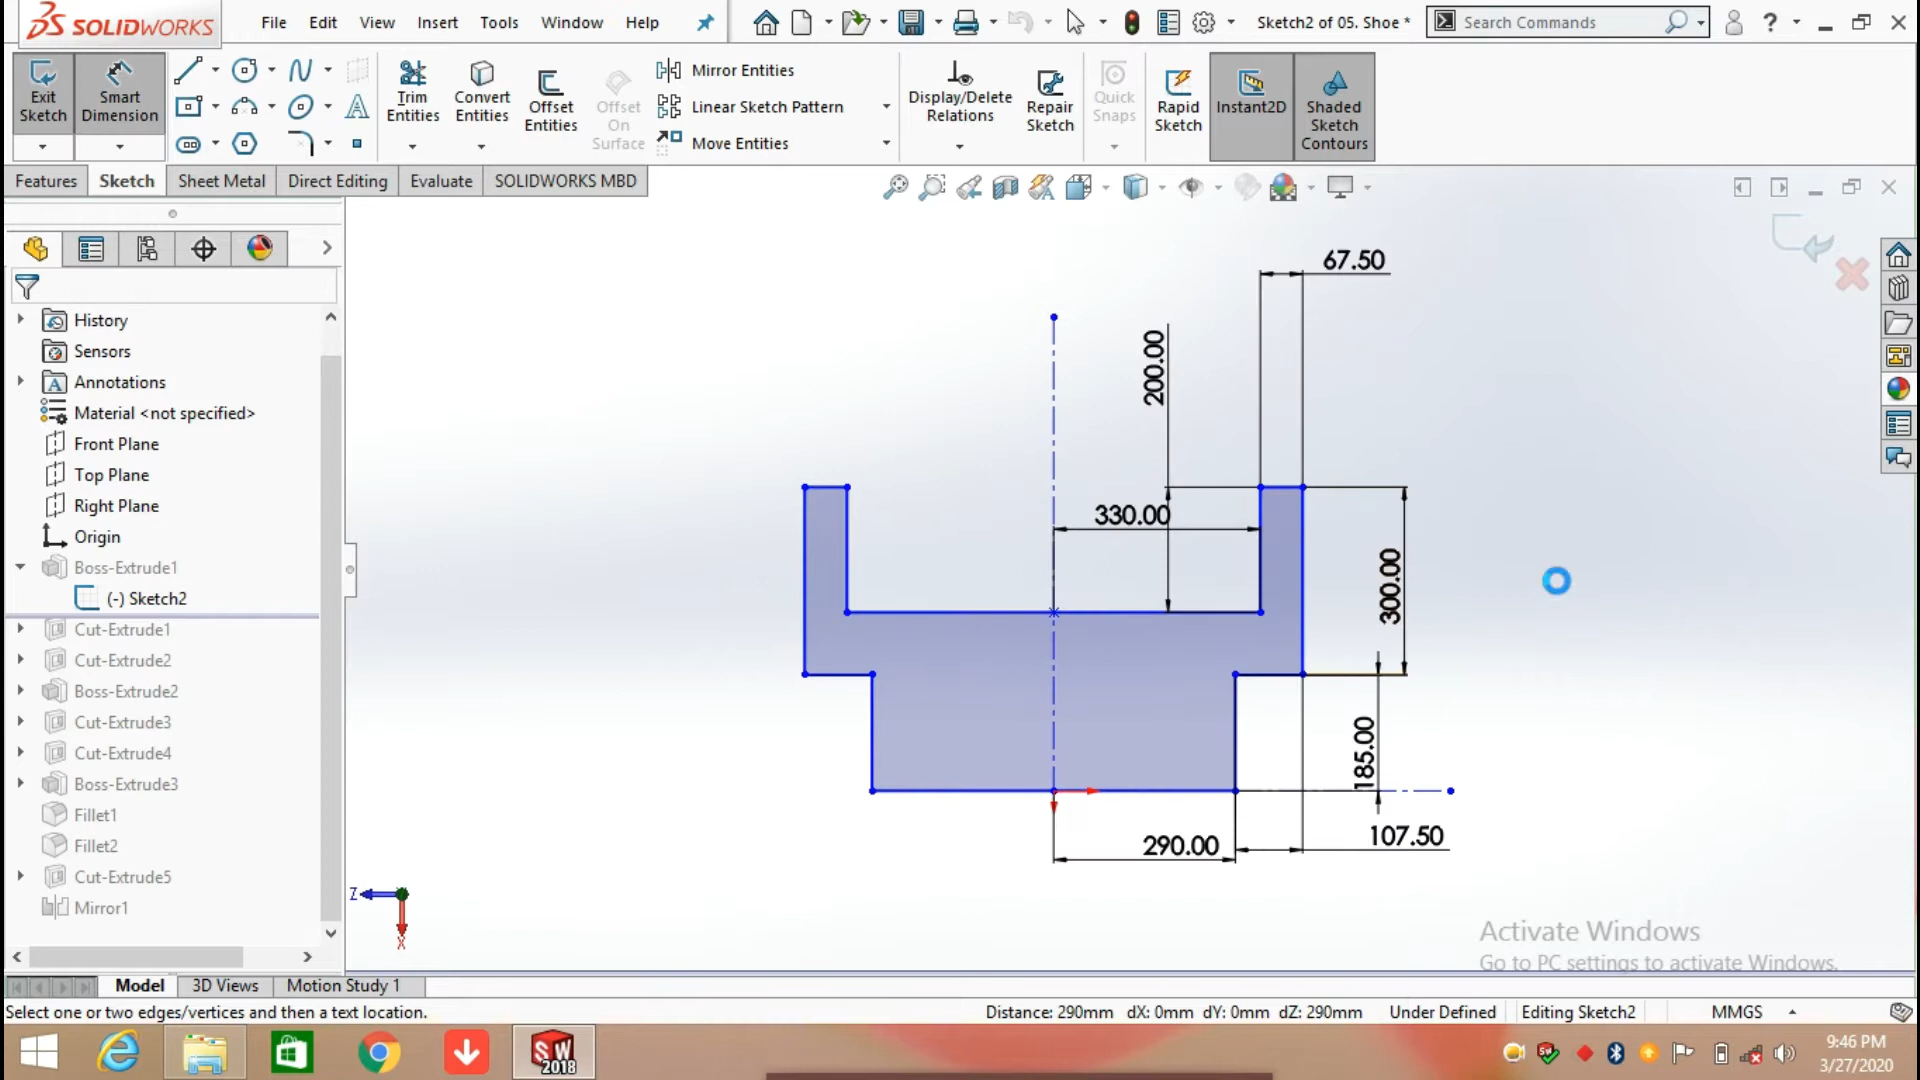 SOLIDWORKS
File Edit View Insert Tools Window Help
Sketch2 of 05. Shoe *
Search Commands
Exit Sketch
Smart Dimension
Trim Entities
Convert Entities
Offset Entities
Offset On Surface
Mirror Entities
Linear Sketch Pattern
Move Entities
Display/Delete Relations
Repair Sketch
Quick Snaps
Rapid Sketch
Instant2D
Shaded Sketch Contours
Features Sketch Sheet Metal Direct Editing Evaluate SOLIDWORKS MBD
History
Sensors
Annotations
Material <not specified>
Front Plane
Top Plane
Right Plane
Origin
Boss-Extrude1
(-) Sketch2
Cut-Extrude1
Cut-Extrude2
Boss-Extrude2
Cut-Extrude3
Cut-Extrude4
Boss-Extrude3
Fillet1
Fillet2
Cut-Extrude5
Mirror1
67.50
200.00
330.00
300.00
185.00
290.00
107.50
Z
X
Activate Windows
Go to PC settings to activate Windows.
Model 3D Views Motion Study 1
Select one or two edges/vertices and then a text location.
Distance: 290mm dX: 0mm dY: 0mm dZ: 290mm Under Defined Editing Sketch2 MMGS
SW 2018
9:46 PM
3/27/2020